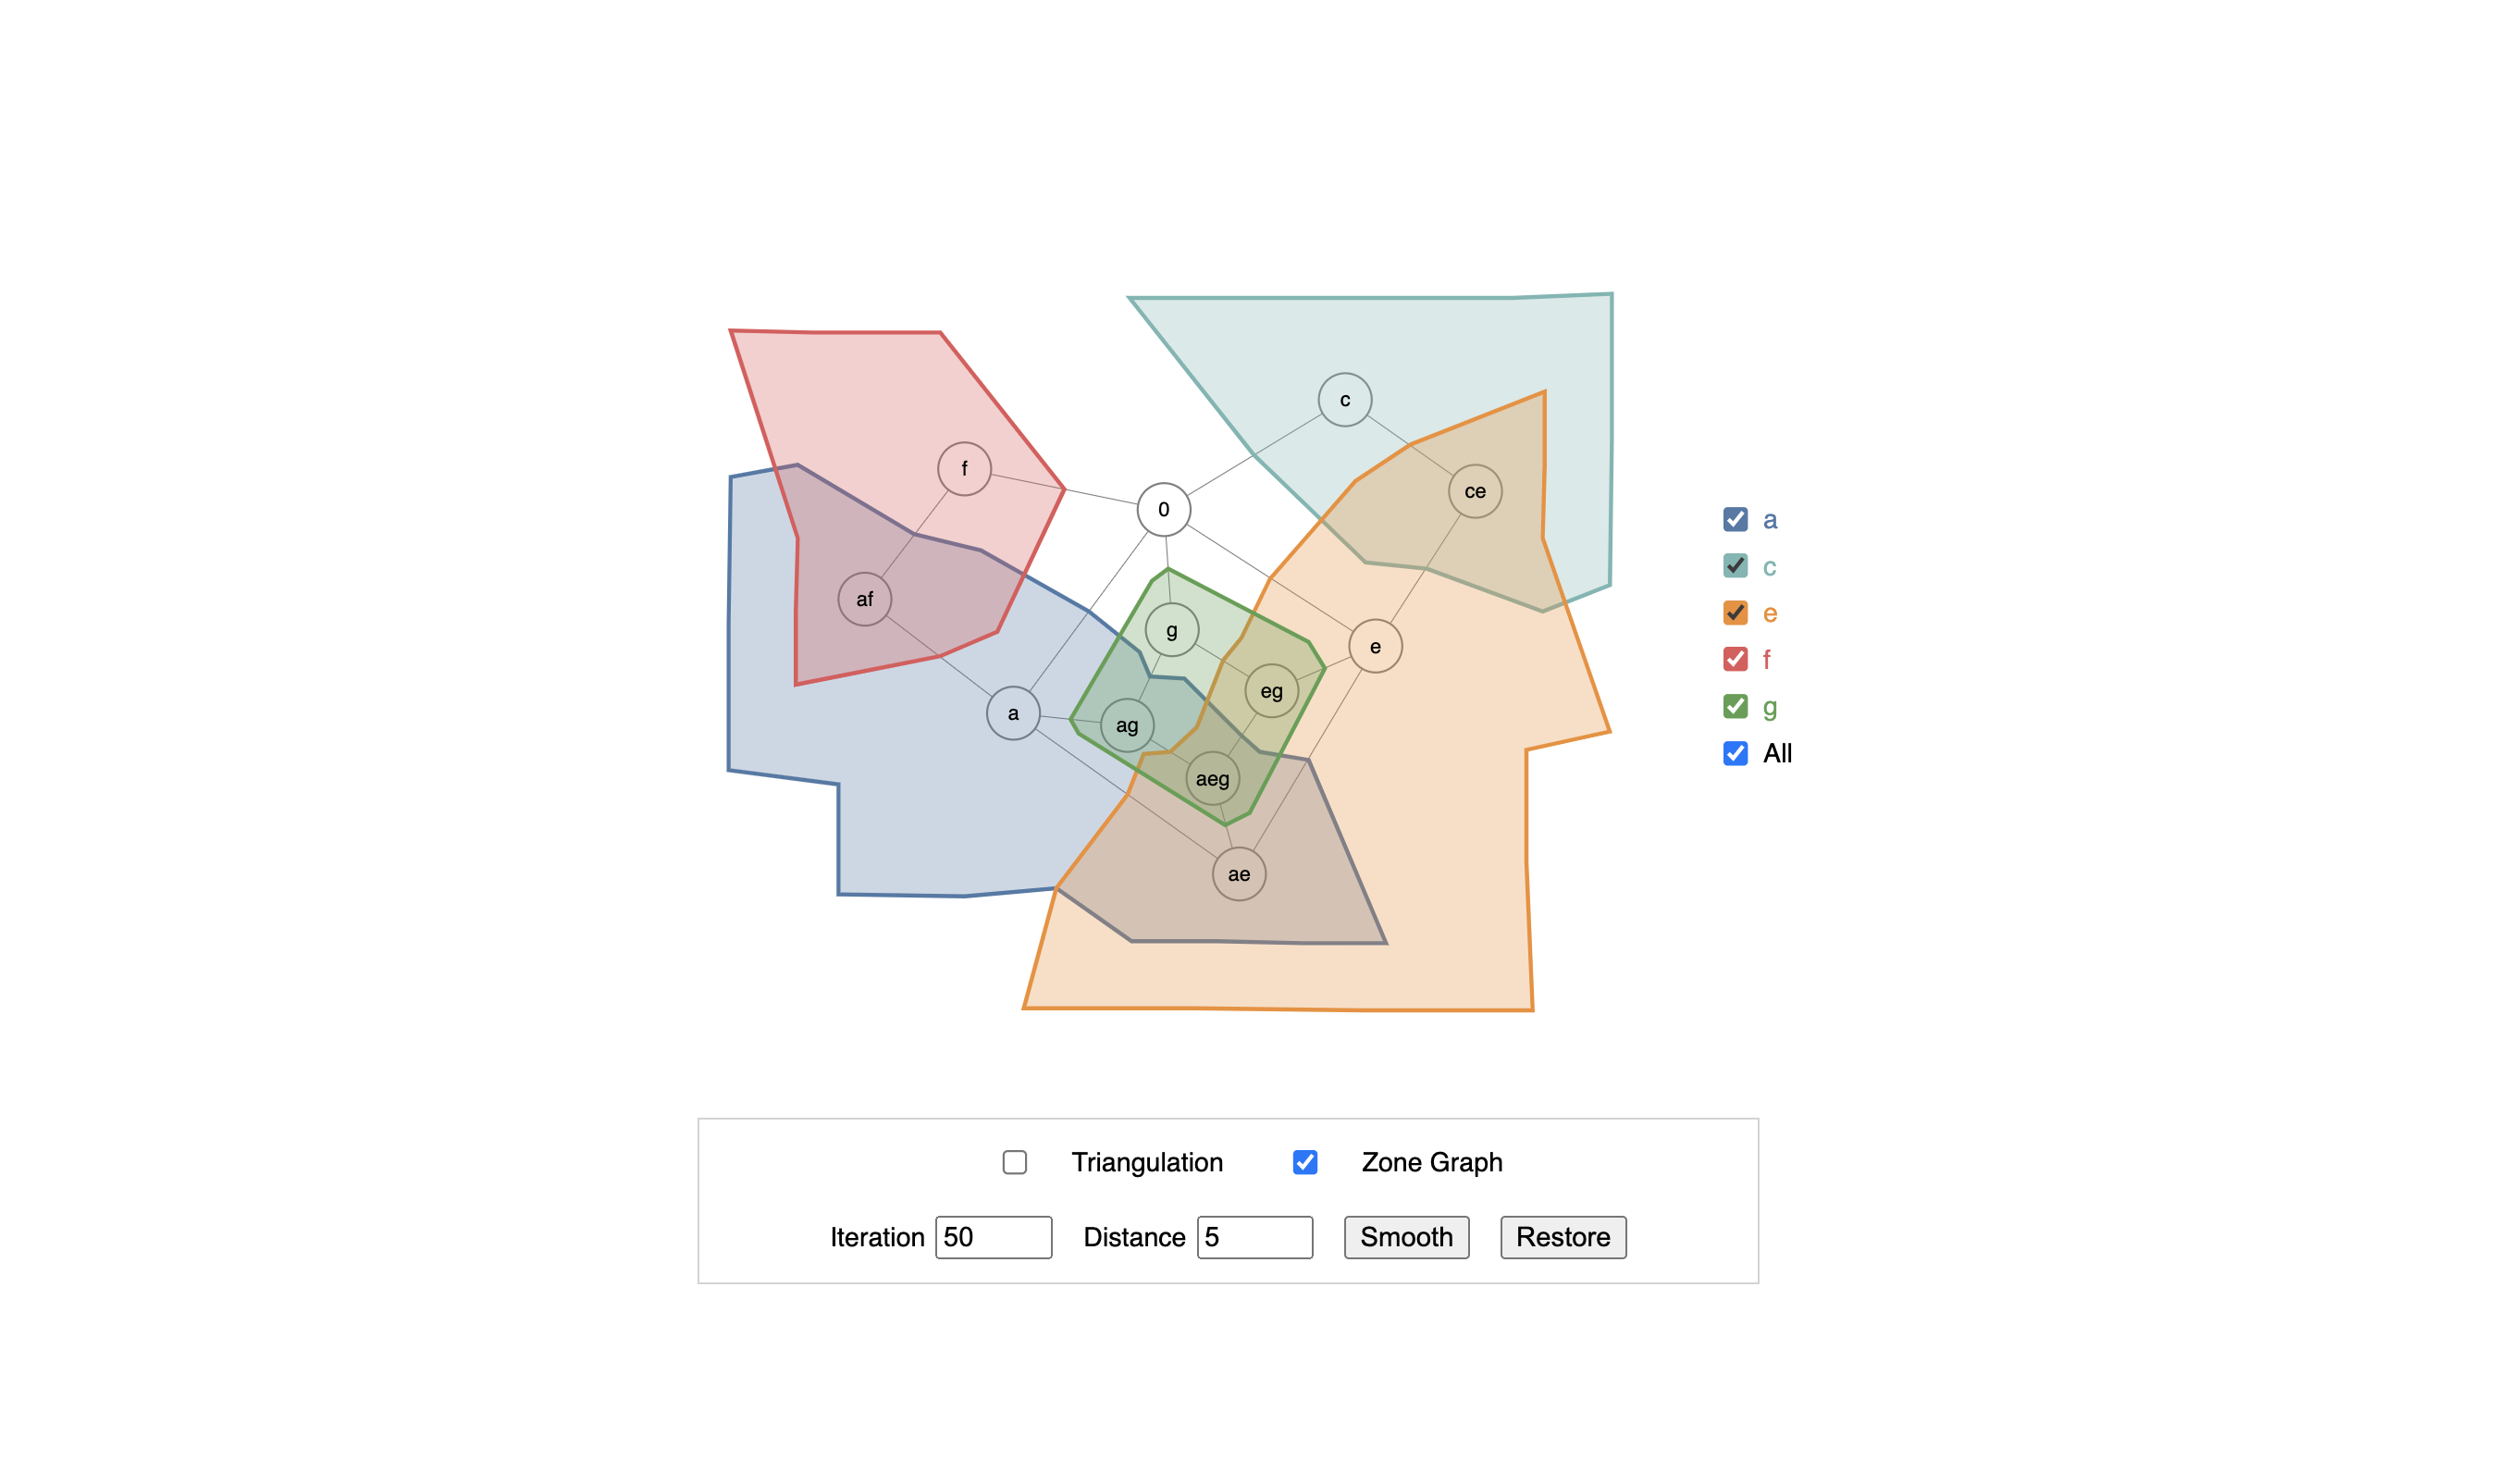 c
f
ce
0
a
c
af
e
g
e
f
eg
g
a
ag
All
aeg
ae
Triangulation
Zone Graph
Iteration 50 Distance 5 Smooth Restore